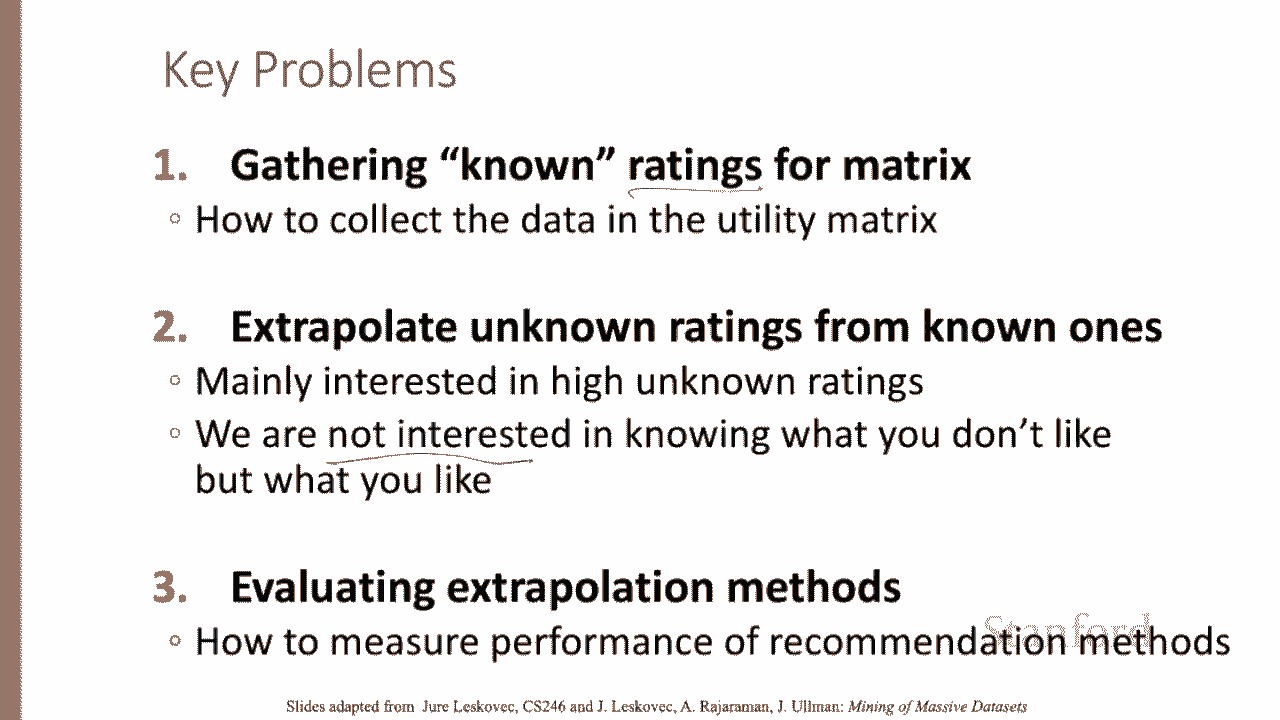 Key Problems
1. Gathering “known” ratings for matrix
◦ How to collect the data in the utility matrix
2. Extrapolate unknown ratings from known ones
◦ Mainly interested in high unknown ratings
◦ We are not interested in knowing what you don’t like
but what you like
3. Evaluating extrapolation methods
◦ How to measure performance of recommendation methods
Stanford
Slides adapted from Jure Leskovec, CS246 and J. Leskovec, A. Rajaraman, J. Ullman: Mining of Massive Datasets